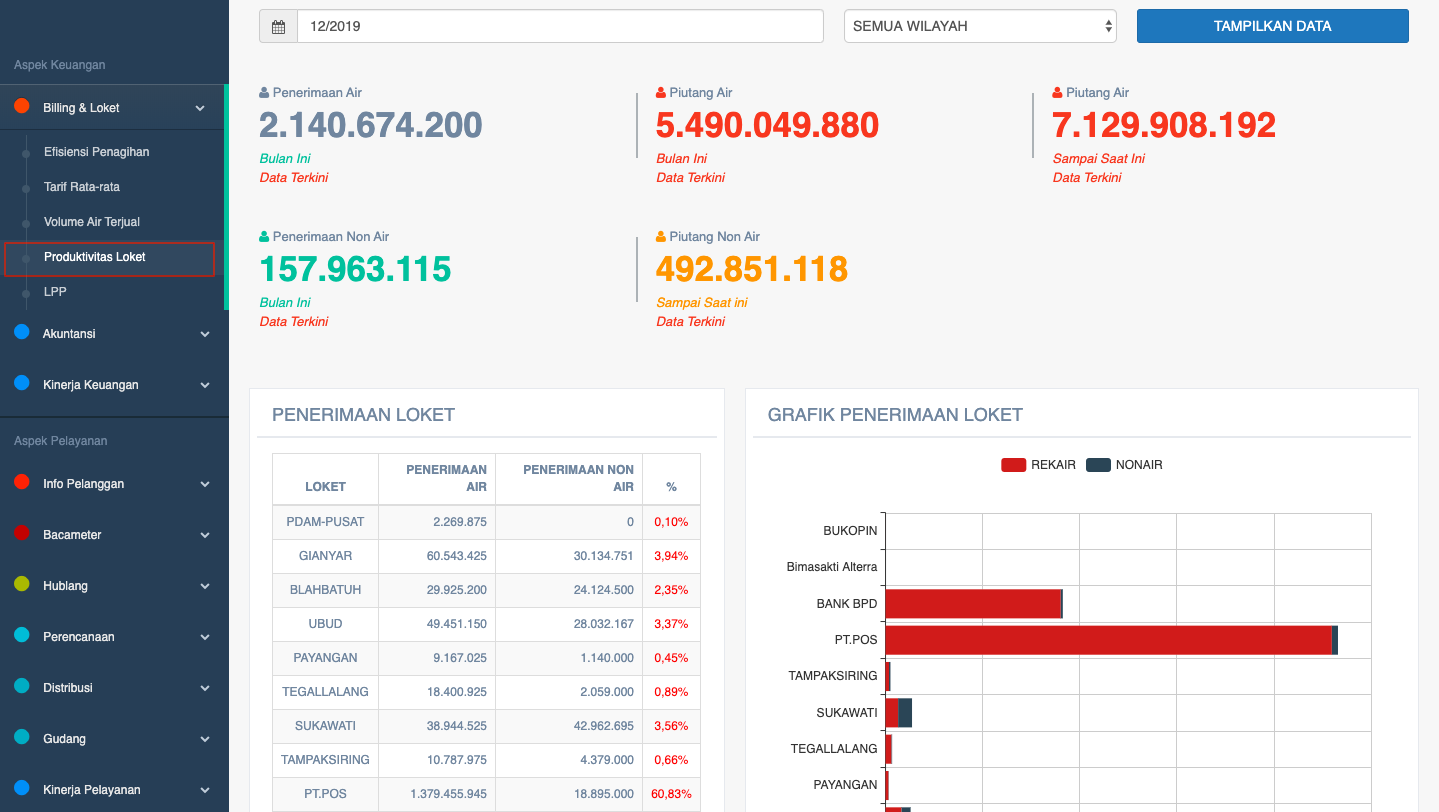 Aspek Keuangan
Billing & Loket
Efisiensi Penagihan
Tarif Rata-rata
Volume Air Terjual
Produktivitas Loket
LPP
Akuntansi
Kinerja Keuangan
Aspek Pelayanan
Info Pelanggan
Bacameter
Hublang
Perencanaan
Distribusi
Gudang
Kinerja Pelayanan
12/2019
SEMUA WILAYAH
TAMPILKAN DATA
Penerimaan Air
2.140.674.200
Bulan Ini
Data Terkini
Piutang Air
5.490.049.880
Bulan Ini
Data Terkini
Piutang Air
7.129.908.192
Sampai Saat Ini
Data Terkini
Penerimaan Non Air
157.963.115
Bulan Ini
Data Terkini
Piutang Non Air
492.851.118
Sampai Saat ini
Data Terkini
PENERIMAAN LOKET
LOKET PENERIMAAN AIR PENERIMAAN NON AIR %
PDAM-PUSAT 2.269.875 0 0,10%
GIANYAR 60.543.425 30.134.751 3,94%
BLAHBATUH 29.925.200 24.124.500 2,35%
UBUD 49.451.150 28.032.167 3,37%
PAYANGAN 9.167.025 1.140.000 0,45%
TEGALLALANG 18.400.925 2.059.000 0,89%
SUKAWATI 38.944.525 42.962.695 3,56%
TAMPAKSIRING 10.787.975 4.379.000 0,66%
PT.POS 1.379.455.945 18.895.000 60,83%
GRAFIK PENERIMAAN LOKET
REKAIR NONAIR
BUKOPIN
Bimasakti Alterra
BANK BPD
PT.POS
TAMPAKSIRING
SUKAWATI
TEGALLALANG
PAYANGAN